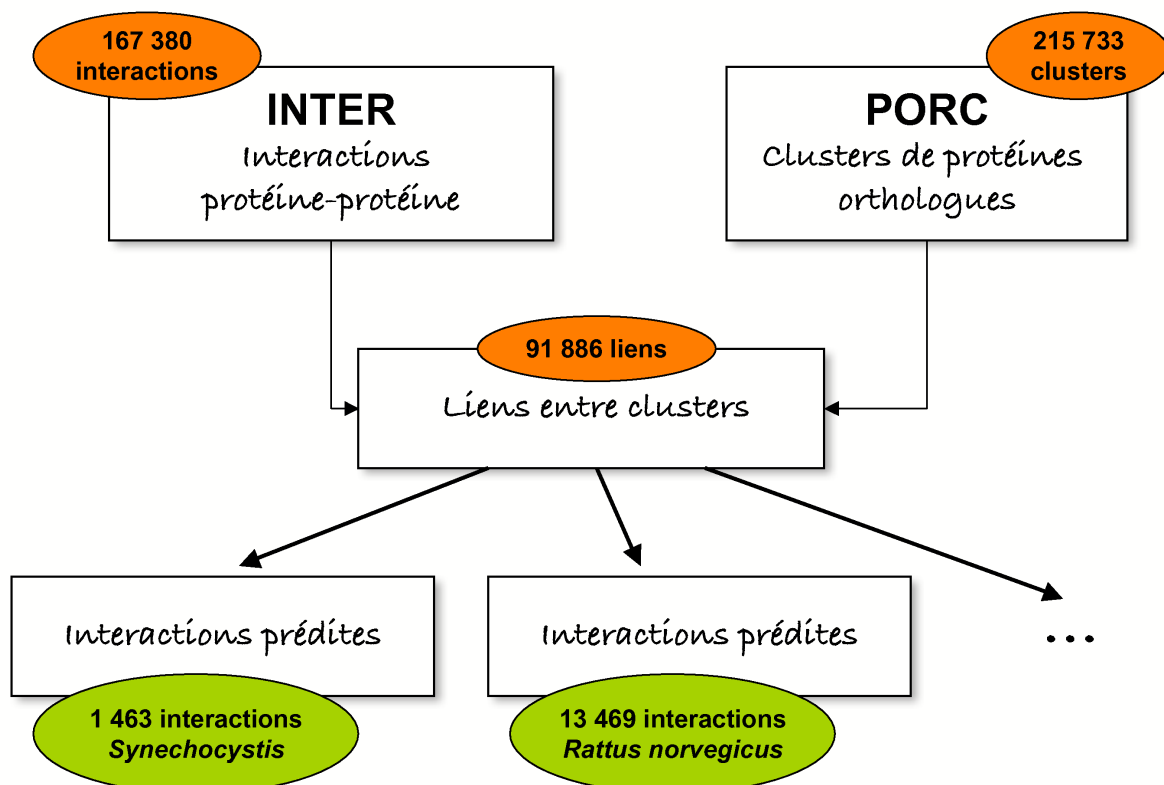 167 380
interactions
INTER
Interactions
protéine-protéine
215 733
clusters
PORC
Clusters de protéines
orthologues
91 886 liens
Liens entre clusters
Interactions prédites
1 463 interactions
Synechocystis
Interactions prédites
13 469 interactions
Rattus norvegicus
...